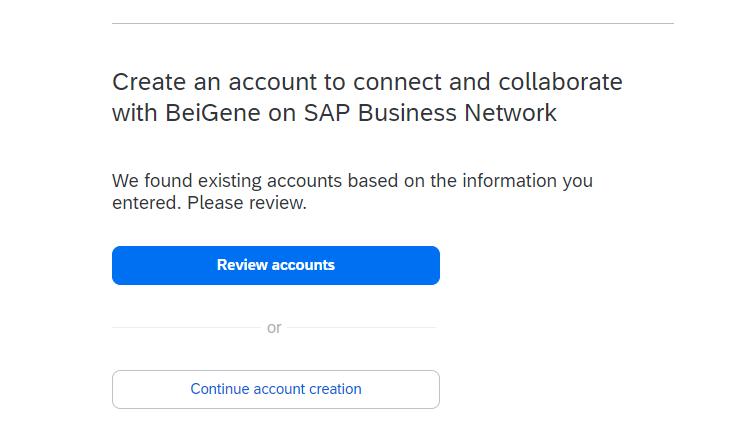 Create an account to connect and collaborate
with BeiGene on SAP Business Network
We found existing accounts based on the information you
entered. Please review.
Review accounts
or
Continue account creation